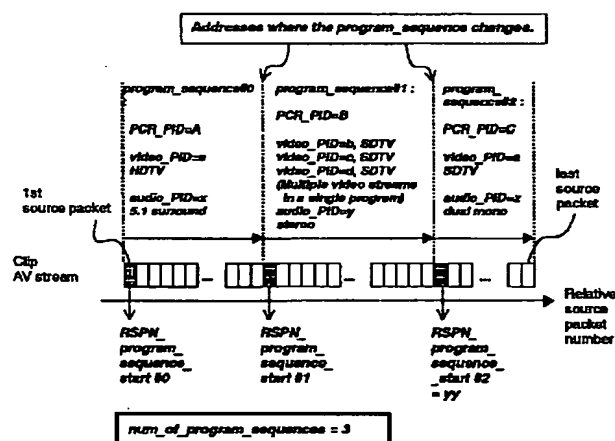 Addresses where the program_sequence changes.
program_sequence#0
:
PCR_PID=A
video_PID=a
HDTV
audio_PID=x
5.1 surround
program_sequence#1 :
PCR_PID=B
video_PID=b, SDTV
video_PID=c, SDTV
video_PID=d, SDTV
(Multiple video streams
in a single program)
audio_PID=y
stereo
program_
sequence#2 :
PCR_PID=C
video_PID=e
SDTV
audio_PID=z
dual mono
1st
source packet
last
source
packet
Clip
AV stream
...
...
...
Relative
source
packet
number
RSPN_
program_
sequence_
start #0
RSPN_
program_
sequence_
start #1
RSPN_
program_
sequence
_start #2
= yy
num_of_program_sequences = 3